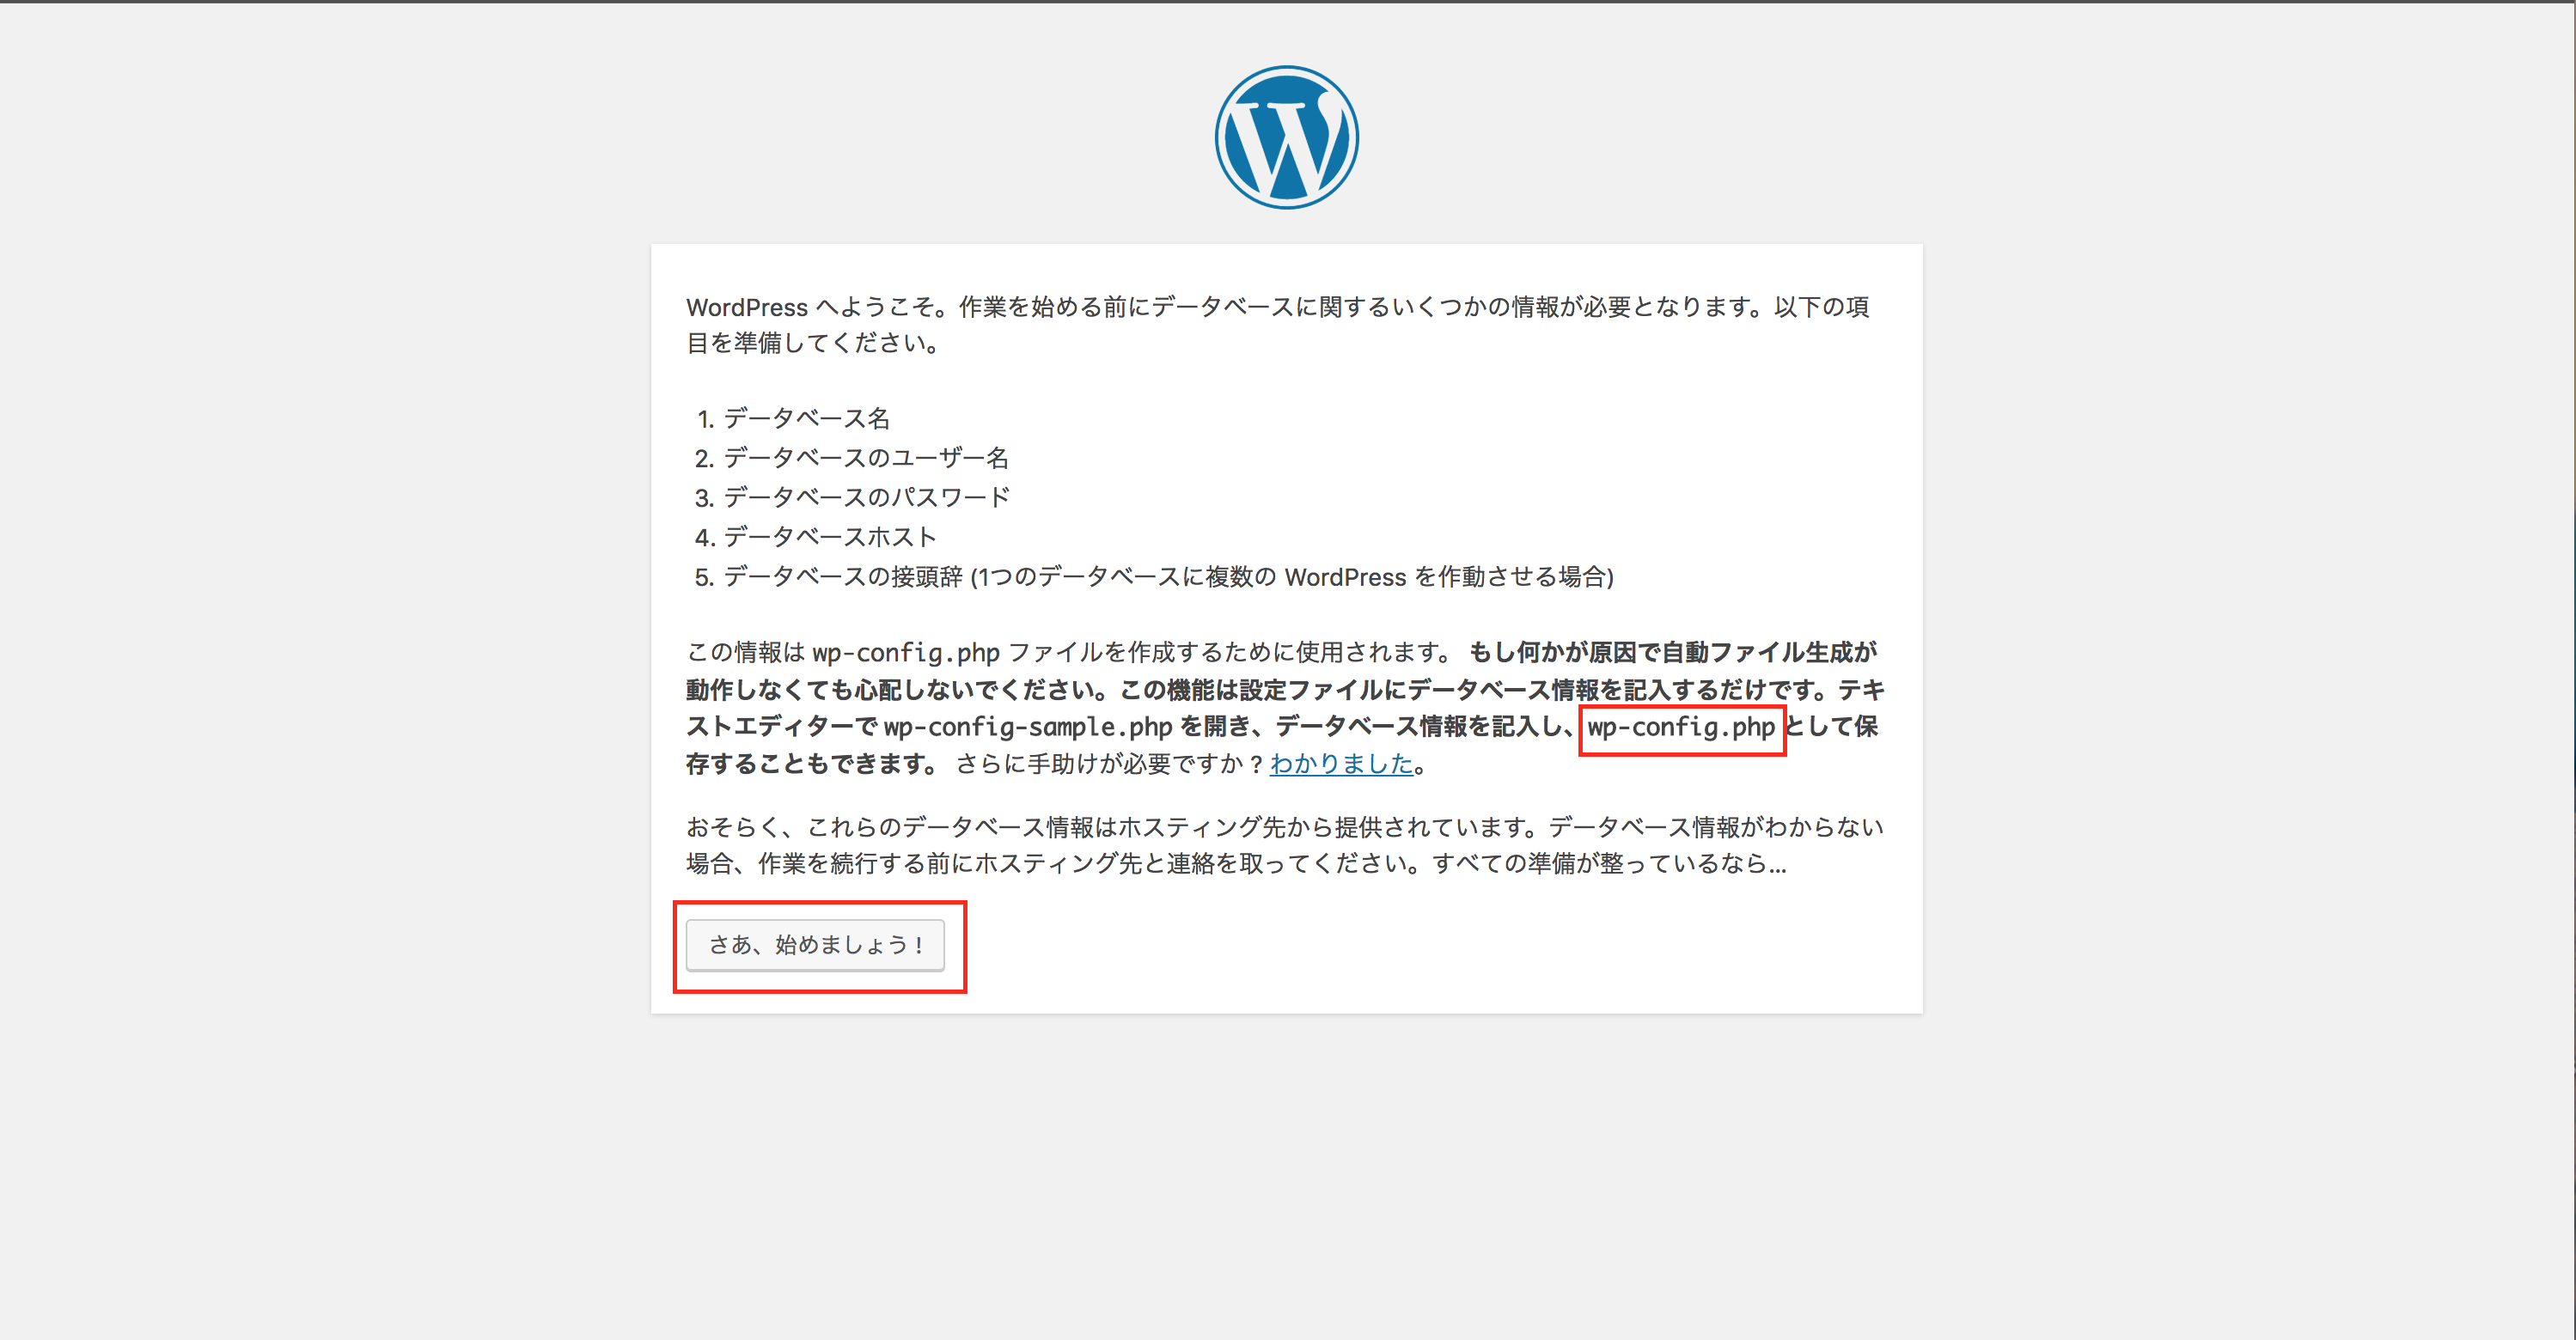 WordPress へようこそ。作業を始める前にデータベースに関するいくつかの情報が必要となります。以下の項
目を準備してください。
1. データベース名
2. データベースのユーザー名
3. データベースのパスワード
4. データベースホスト
5. データベースの接頭辞 (1つのデータベースに複数の WordPress を作動させる場合)
この情報は wp-config.php ファイルを作成するために使用されます。 もし何かが原因で自動ファイル生成が
動作しなくても心配しないでください。この機能は設定ファイルにデータベース情報を記入するだけです。テキ
ストエディターで wp-config-sample.php を開き、データベース情報を記入し、wp-config.php として保
存することもできます。 さらに手助けが必要ですか ? わかりました。
おそらく、これらのデータベース情報はホスティング先から提供されています。データベース情報がわからない
場合、作業を続行する前にホスティング先と連絡を取ってください。すべての準備が整っているなら...
さあ、始めましょう !